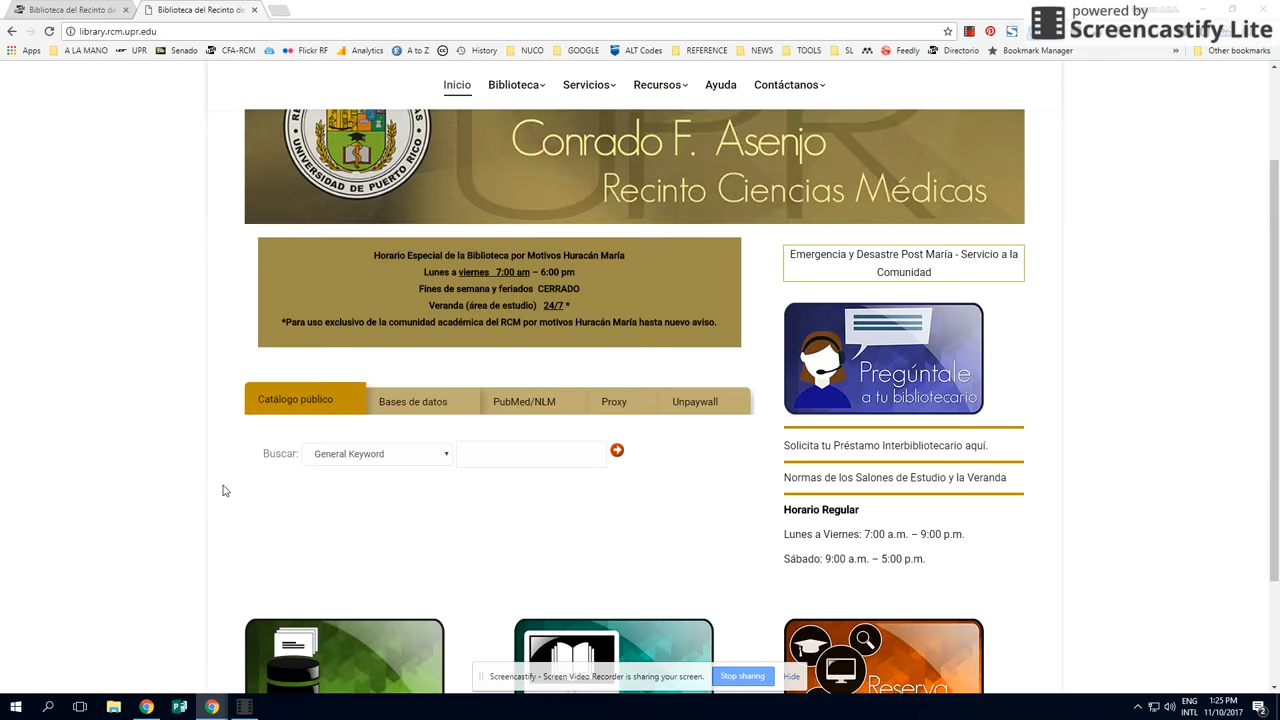 Biblioteca del Recinto de
Biblioteca del Recinto de
powered by
Screencastify Lite
library.rcm.upr.edu
Apps
A LA MANO
UPR
Senado
CFA-RCM
Flickr IF
Analytics
A to Z
History
NUCO
GOOGLE
ALT Codes
REFERENCE
NEWS
TOOLS
SL
Feedly
Directorio
Bookmark Manager
»
Other bookmarks
Inicio
Biblioteca
Servicios
Recursos
Ayuda
Contáctanos
UNIVERSIDAD DE PUERTO RICO
Conrado F. Asenjo
Recinto Ciencias Médicas
Horario Especial de la Biblioteca por Motivos Huracán María
Lunes a viernes 7:00 am – 6:00 pm
Fines de semana y feriados CERRADO
Veranda (área de estudio) 24/7 *
*Para uso exclusivo de la comunidad académica del RCM por motivos Huracán María hasta nuevo aviso.
Emergencia y Desastre Post María - Servicio a la
Comunidad
Pregúntale
a tu bibliotecario
Catálogo público
Bases de datos
PubMed/NLM
Proxy
Unpaywall
Buscar:
General Keyword
Solicita tu Préstamo Interbibliotecario aquí.
Normas de los Salones de Estudio y la Veranda
Horario Regular
Lunes a Viernes: 7:00 a.m. – 9:00 p.m.
Sábado: 9:00 a.m. – 5:00 p.m.
Reserva
Screencastify - Screen Video Recorder is sharing your screen.
Stop sharing
Hide
ENG
INTL
1:25 PM
11/10/2017
2